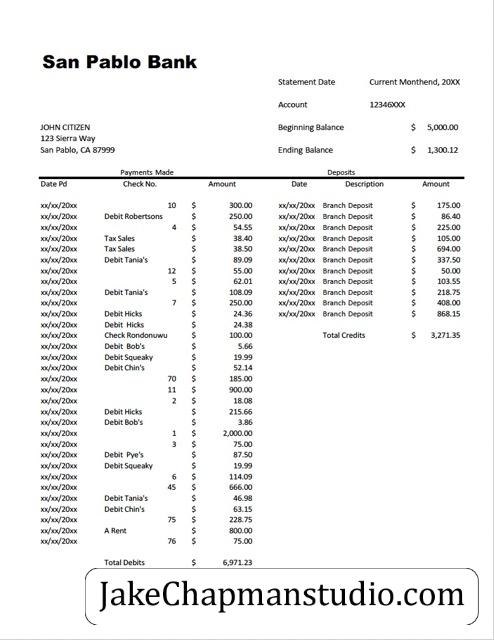 San Pablo Bank
Statement Date Current Monthend, 20XX
Account 12346XXX
JOHN CITIZEN Beginning Balance $ 5,000.00
123 Sierra Way
San Pablo, CA 87999 Ending Balance $ 1,300.12
Payments Made Deposits
Date Pd Check No. Amount Date Description Amount
xx/xx/20xx 10 $ 300.00 xx/xx/20xx Branch Deposit $ 175.00
xx/xx/20xx Debit Robertsons $ 250.00 xx/xx/20xx Branch Deposit $ 86.40
xx/xx/20xx 4 $ 54.55 xx/xx/20xx Branch Deposit $ 225.00
xx/xx/20xx Tax Sales $ 38.40 xx/xx/20xx Branch Deposit $ 105.00
xx/xx/20xx Tax Sales $ 38.50 xx/xx/20xx Branch Deposit $ 694.00
xx/xx/20xx Debit Tania's $ 89.09 xx/xx/20xx Branch Deposit $ 337.50
xx/xx/20xx 12 $ 55.00 xx/xx/20xx Branch Deposit $ 50.00
xx/xx/20xx 5 $ 62.01 xx/xx/20xx Branch Deposit $ 103.55
xx/xx/20xx Debit Tania's $ 108.09 xx/xx/20xx Branch Deposit $ 218.75
xx/xx/20xx 7 $ 250.00 xx/xx/20xx Branch Deposit $ 408.00
xx/xx/20xx Debit Hicks $ 24.36 xx/xx/20xx Branch Deposit $ 868.15
xx/xx/20xx Debit Hicks $ 24.38
xx/xx/20xx Check Rondonuwu $ 100.00 Total Credits $ 3,271.35
xx/xx/20xx Debit Bob's $ 5.66
xx/xx/20xx Debit Squeaky $ 19.99
xx/xx/20xx Debit Chin's $ 52.14
xx/xx/20xx 70 $ 185.00
xx/xx/20xx 11 $ 900.00
xx/xx/20xx 2 $ 18.08
xx/xx/20xx Debit Hicks $ 215.66
xx/xx/20xx Debit Bob's $ 3.86
xx/xx/20xx 1 $ 2,000.00
xx/xx/20xx 3 $ 75.00
xx/xx/20xx Debit Pye's $ 87.50
xx/xx/20xx Debit Squeaky $ 19.99
xx/xx/20xx 6 $ 114.09
xx/xx/20xx 45 $ 666.00
xx/xx/20xx Debit Tania's $ 46.98
xx/xx/20xx Debit Chin's $ 63.15
xx/xx/20xx 75 $ 228.75
xx/xx/20xx A Rent $ 800.00
xx/xx/20xx 76 $ 75.00
Total Debits $ 6,971.23
JakeChapmanstudio.com